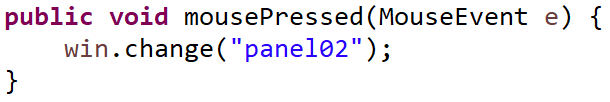 public void mousePressed(MouseEvent e) {
    win.change("panel02");
}